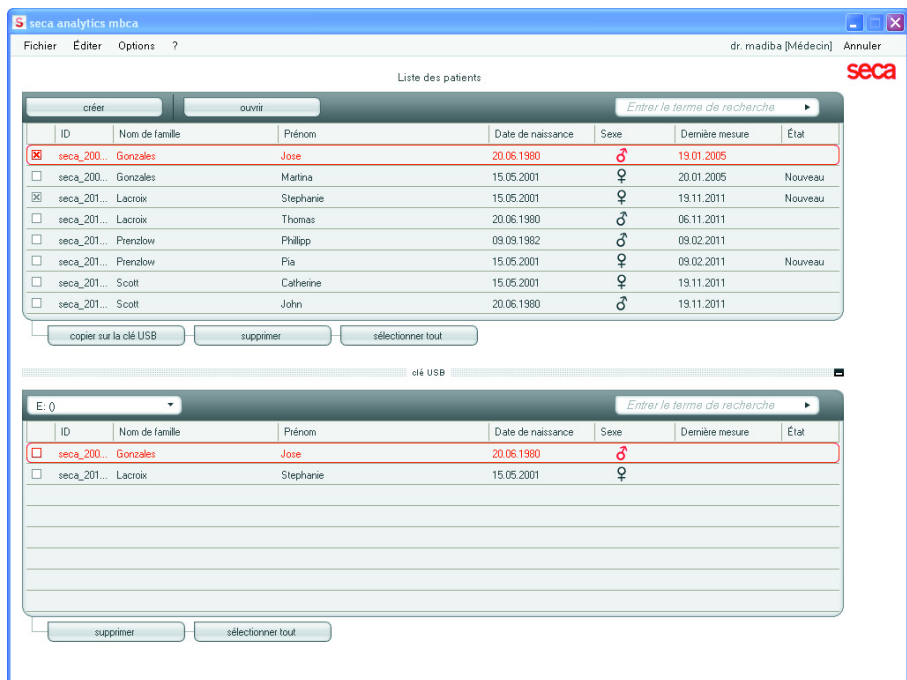 S seca analytics mbca
Fichier Éditer Options ? dr. madiba [Médecin] Annuler
seca
Liste des patients
créer ouvrir Entrer le terme de recherche
ID Nom de famille Prénom Date de naissance Sexe Dernière mesure État
seca_200... Gonzales Jose 20.06.1980 19.01.2005
seca_200... Gonzales Martina 15.05.2001 20.01.2005 Nouveau
seca_201... Lacroix Stephanie 15.05.2001 19.11.2011 Nouveau
seca_201... Lacroix Thomas 20.06.1980 06.11.2011
seca_201... Prenzlow Phillipp 09.09.1982 09.02.2011
seca_201... Prenzlow Pia 15.05.2001 09.02.2011 Nouveau
seca_201... Scott Catherine 15.05.2001 19.11.2011
seca_201... Scott John 20.06.1980 19.11.2011
copier sur la clé USB supprimer sélectionner tout
clé USB
E: () Entrer le terme de recherche
ID Nom de famille Prénom Date de naissance Sexe Dernière mesure État
seca_200... Gonzales Jose 20.06.1980
seca_201... Lacroix Stephanie 15.05.2001
supprimer sélectionner tout